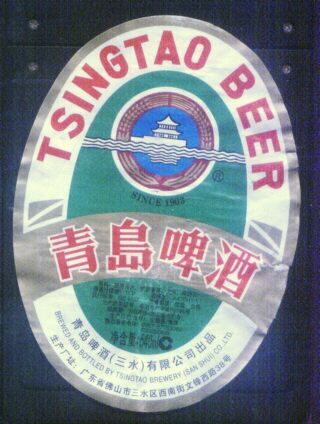 TSINGTAO BEER
®
SINCE 1903
青島啤酒
青岛啤酒(三水)有限公司出品
BREWED AND BOTTLED BY TSINGTAO BREWERY (SAN SHUI) CO.,LTD.
生产厂址:广东省佛山市三水区西南街文锋西路38号